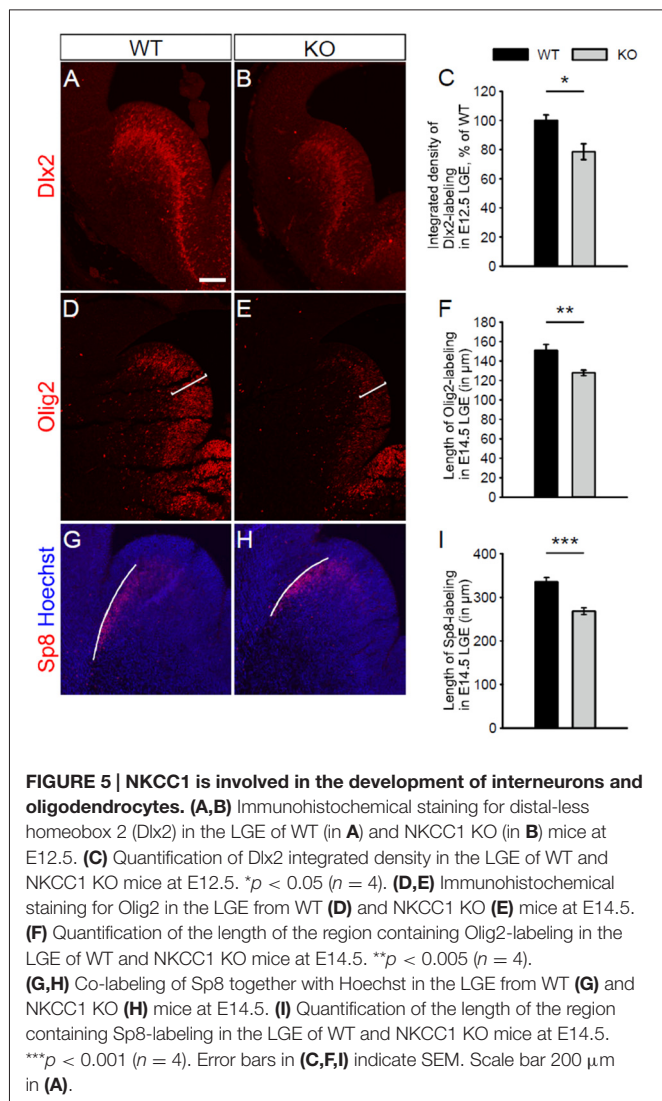 WT
KO
A
B
Dlx2
WT
KO
C
*
Integrated density of
Dlx2-labeling
in E12.5 LGE, % of WT
120
100
80
60
40
20
0
D
E
Olig2
F
**
Length of Olig2-labeling
in E14.5 LGE (in µm)
180
160
140
120
100
80
60
40
20
0
G
H
Sp8 Hoechst
I
***
Length of Sp8-labeling
in E14.5 LGE (in µm)
400
300
200
100
0
FIGURE 5 | NKCC1 is involved in the development of interneurons and
oligodendrocytes. (A,B) Immunohistochemical staining for distal-less
homeobox 2 (Dlx2) in the LGE of WT (in A) and NKCC1 KO (in B) mice at
E12.5. (C) Quantification of Dlx2 integrated density in the LGE of WT and
NKCC1 KO mice at E12.5. *p < 0.05 (n = 4). (D,E) Immunohistochemical
staining for Olig2 in the LGE from WT (D) and NKCC1 KO (E) mice at E14.5.
(F) Quantification of the length of the region containing Olig2-labeling in the
LGE of WT and NKCC1 KO mice at E14.5. **p < 0.005 (n = 4).
(G,H) Co-labeling of Sp8 together with Hoechst in the LGE from WT (G) and
NKCC1 KO (H) mice at E14.5. (I) Quantification of the length of the region
containing Sp8-labeling in the LGE of WT and NKCC1 KO mice at E14.5.
***p < 0.001 (n = 4). Error bars in (C,F,I) indicate SEM. Scale bar 200 µm
in (A).